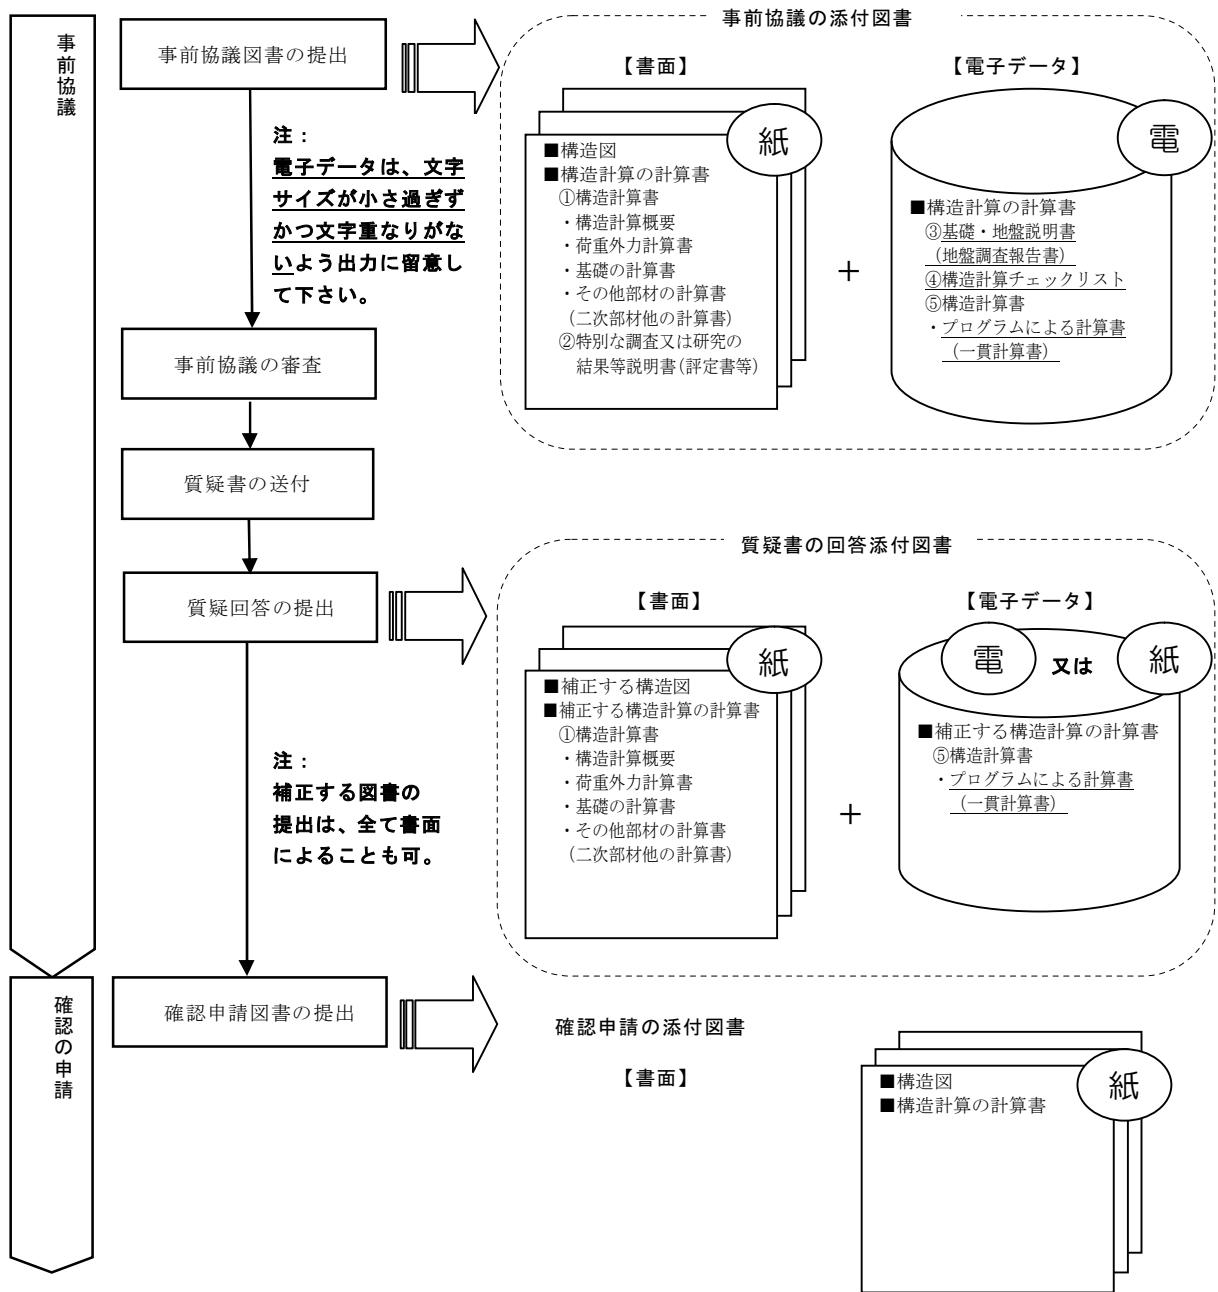 事前協議
事前協議図書の提出
注：
電子データは、文字
サイズが小さ過ぎず
かつ文字重なりがな
いよう出力に留意し
て下さい。
事前協議の審査
質疑書の送付
質疑回答の提出
注：
補正する図書の
提出は、全て書面
によることも可。
事前協議の添付図書
【書面】
紙
■構造図
■構造計算の計算書
①構造計算書
・構造計算概要
・荷重外力計算書
・基礎の計算書
・その他部材の計算書
（二次部材他の計算書）
②特別な調査又は研究の
結果等説明書(評定書等)
＋
【電子データ】
電
■構造計算の計算書
③基礎・地盤説明書
（地盤調査報告書）
④構造計算チェックリスト
⑤構造計算書
・プログラムによる計算書
（一貫計算書）
質疑書の回答添付図書
【書面】
紙
■補正する構造図
■補正する構造計算の計算書
①構造計算書
・構造計算概要
・荷重外力計算書
・基礎の計算書
・その他部材の計算書
（二次部材他の計算書）
＋
【電子データ】
電 又は 紙
■補正する構造計算の計算書
⑤構造計算書
・プログラムによる計算書
（一貫計算書）
確認の申請
確認申請図書の提出
確認申請の添付図書
【書面】
紙
■構造図
■構造計算の計算書